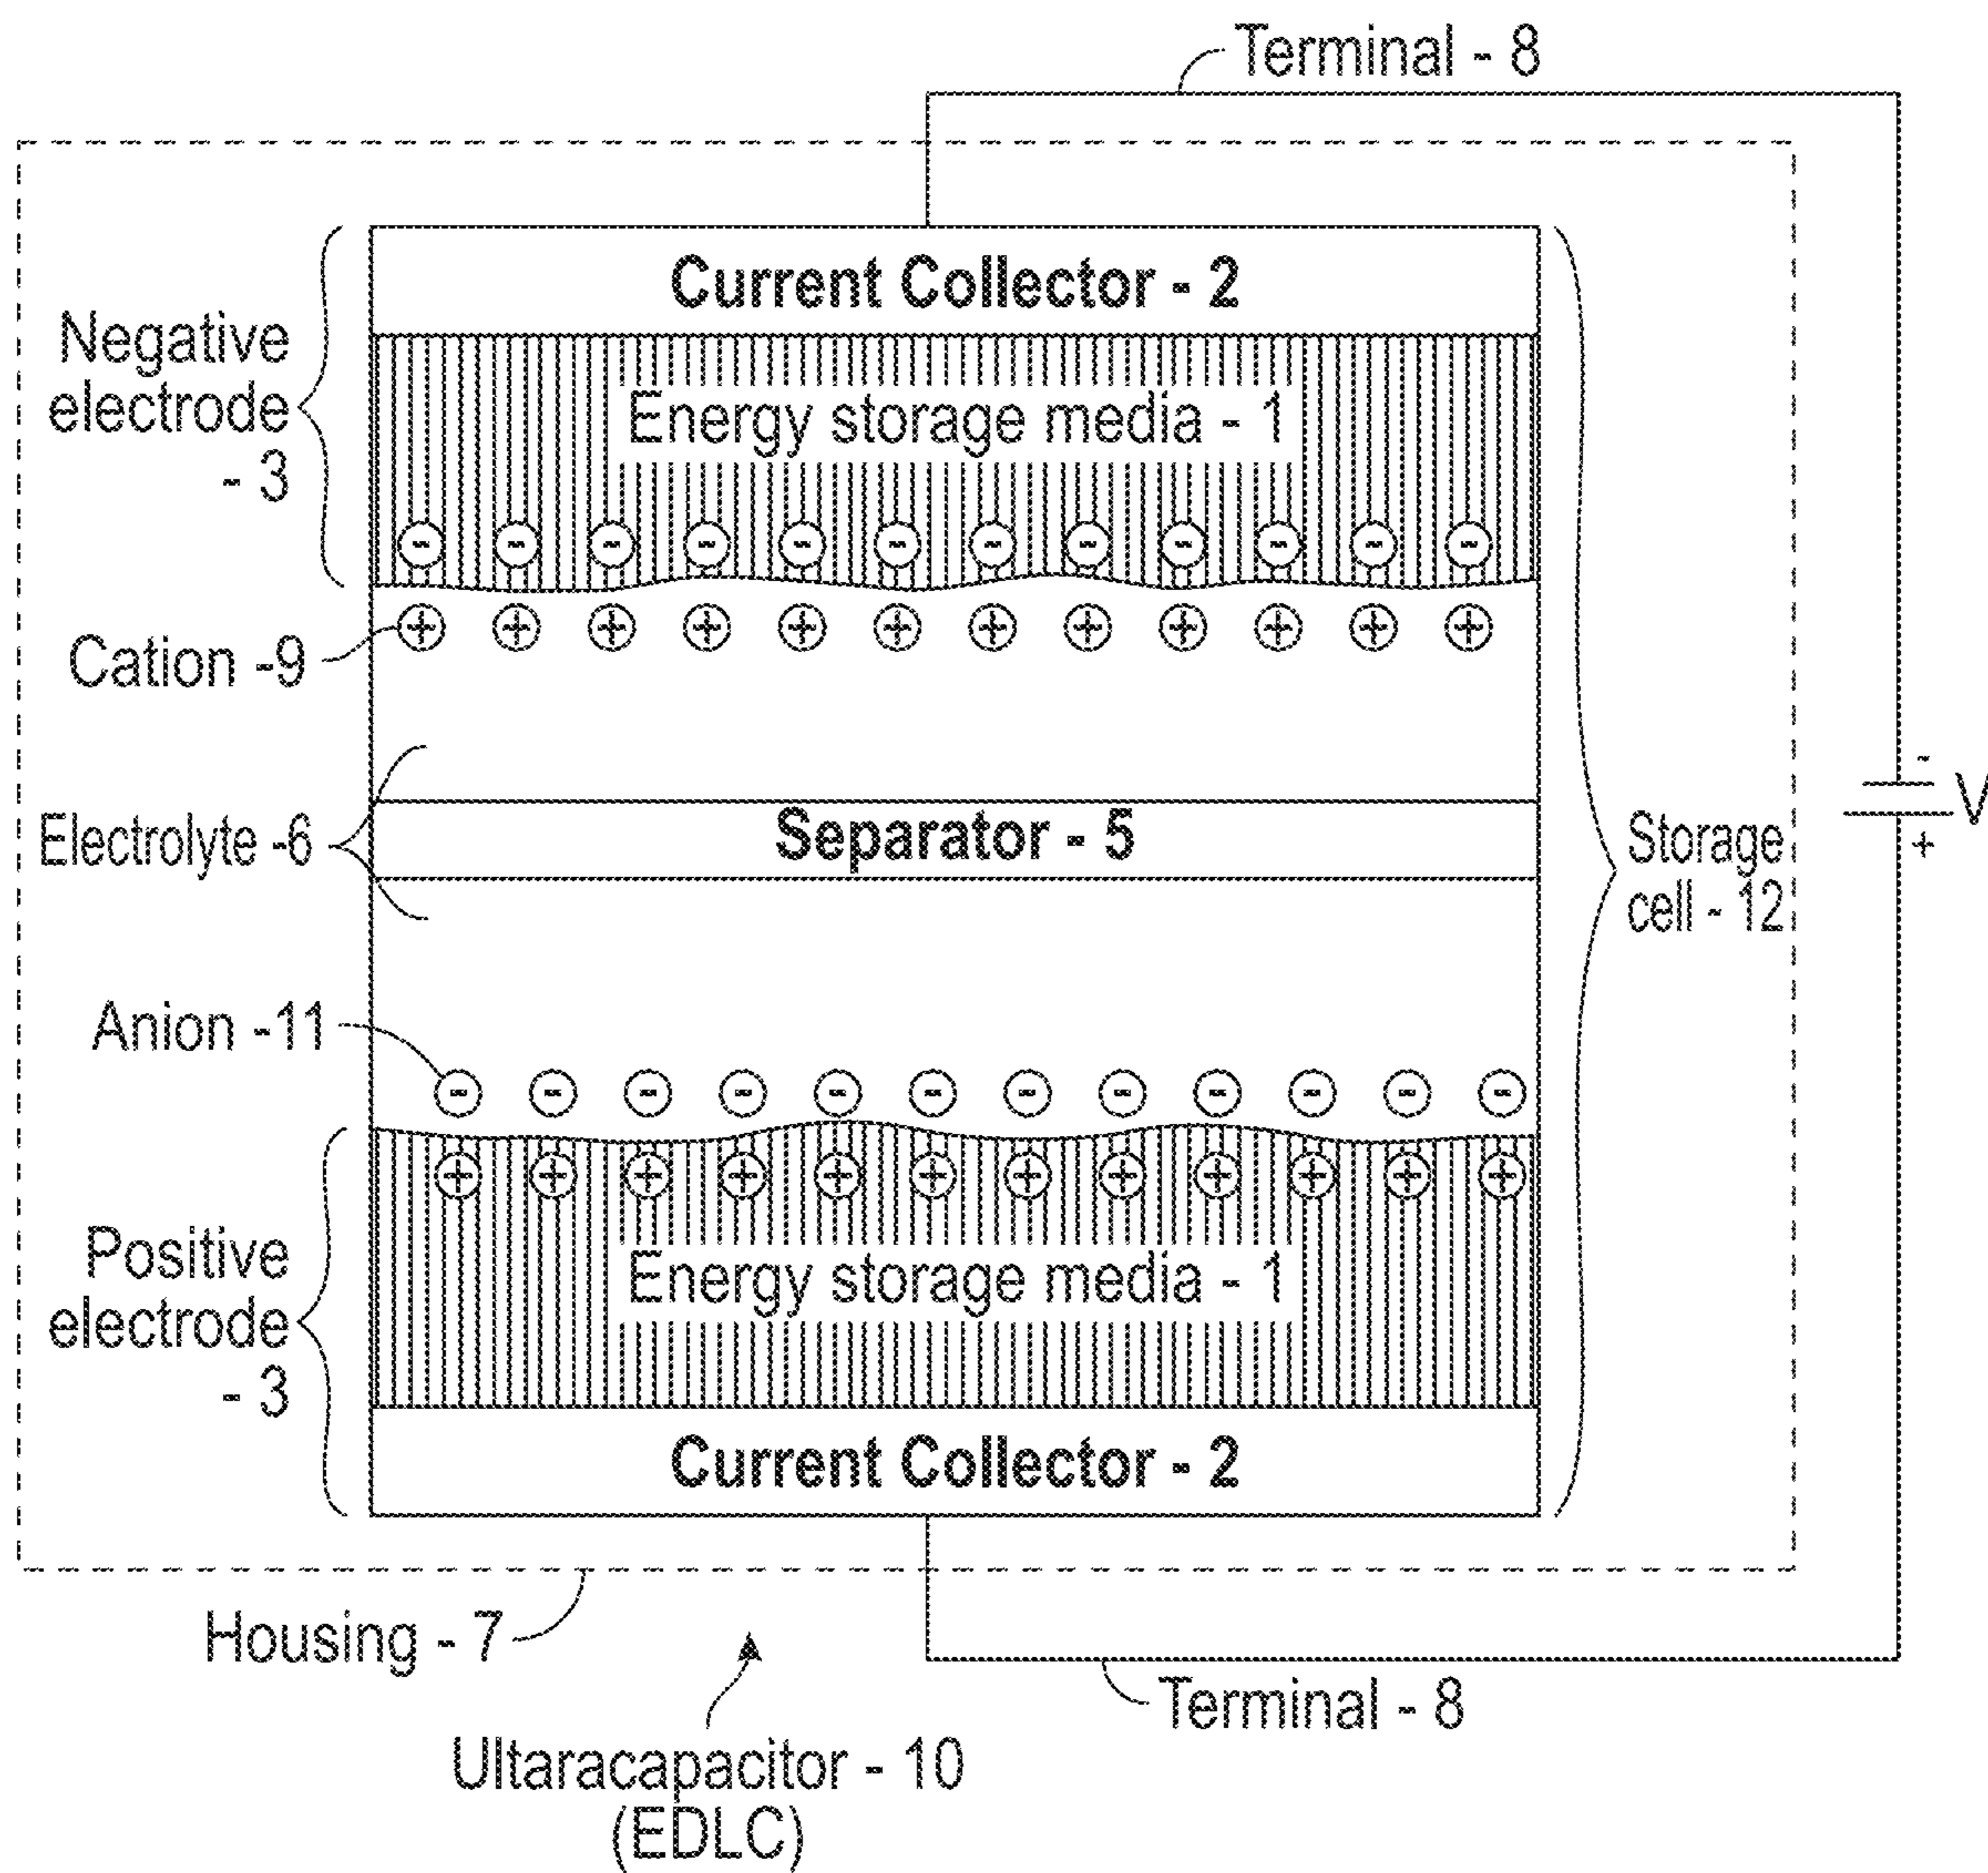 Terminal - 8
Current Collector - 2
Negative
electrode
- 3
Energy storage media - 1
Cation -9
Electrolyte -6
Separator - 5
-
V
+
Storage
cell - 12
Anion -11
Positive
electrode
- 3
Energy storage media - 1
Current Collector - 2
Housing - 7
Terminal - 8
Ultaracapacitor - 10
(EDLC)